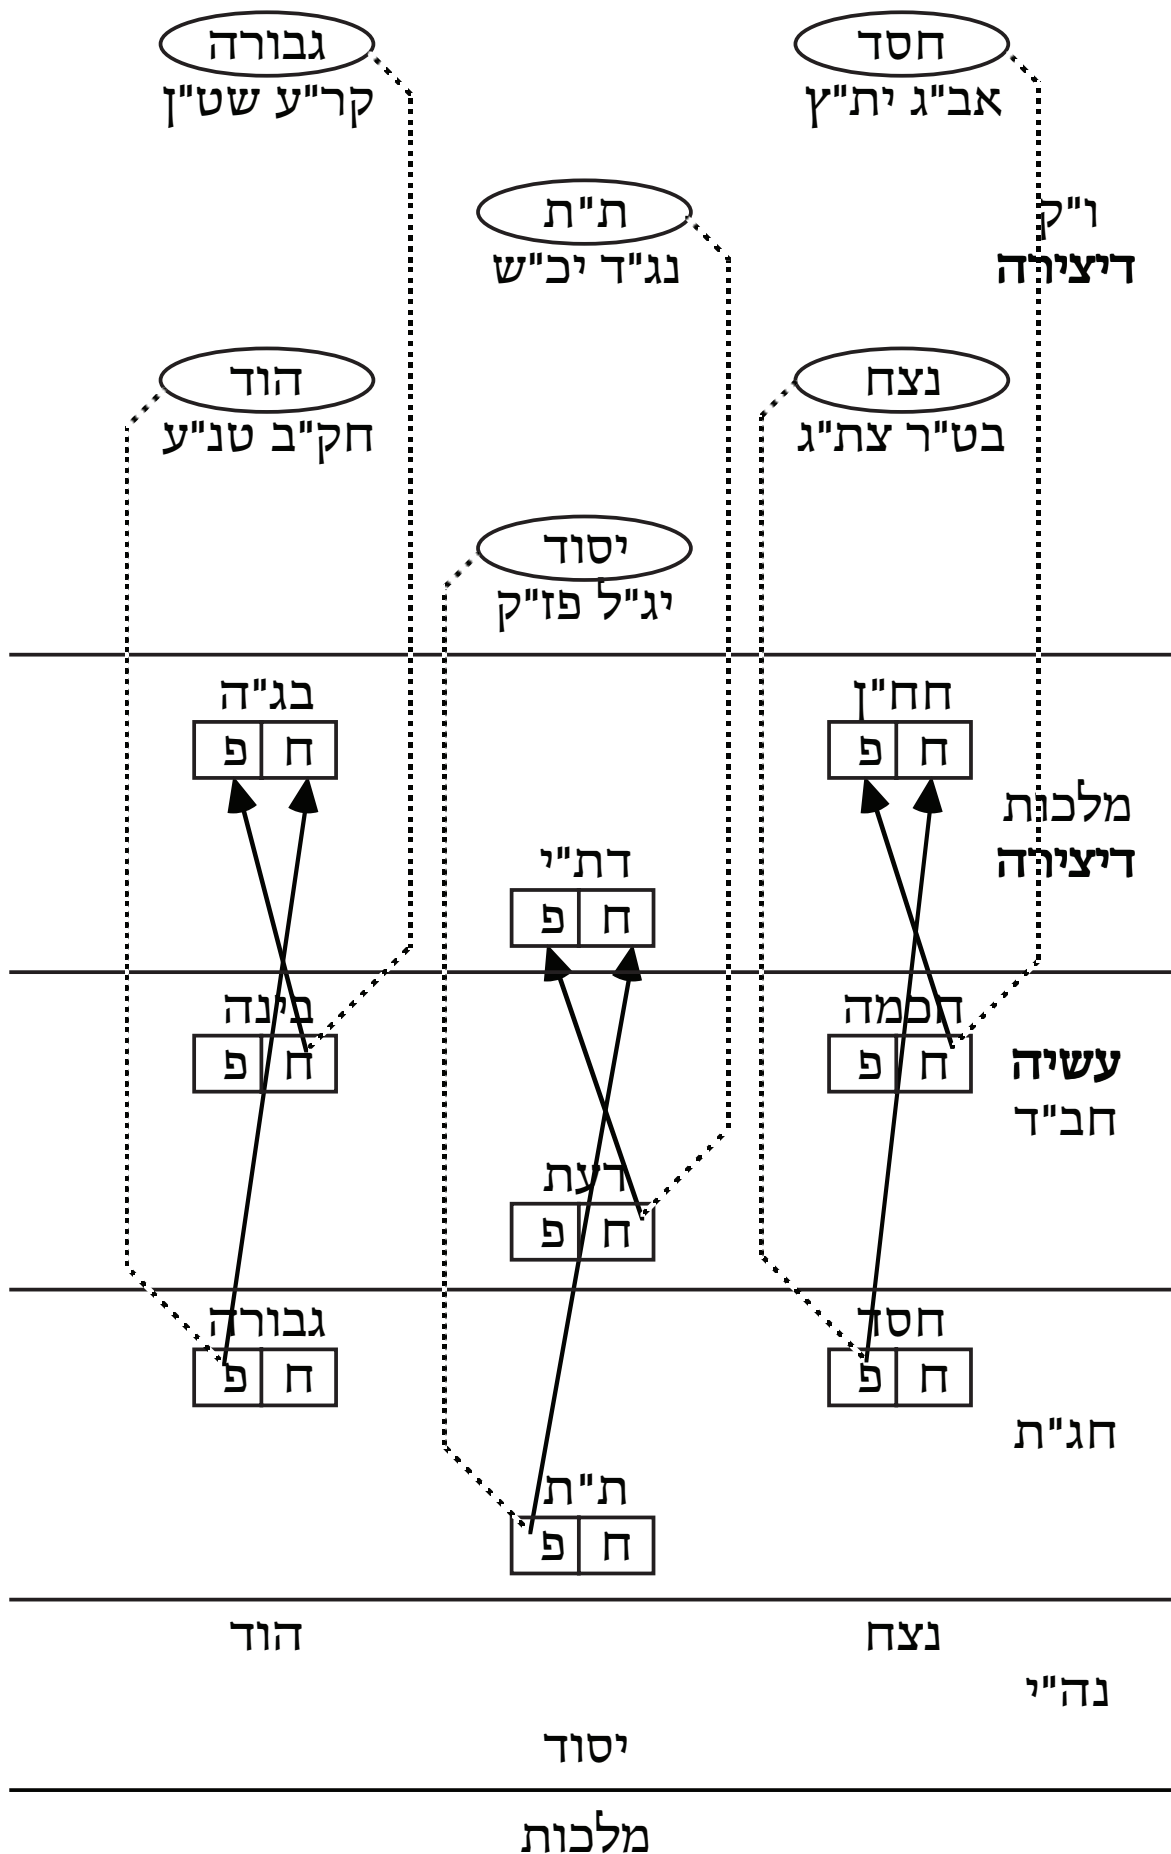 חסד
גבורה
אב"ג ית"ץ
קר"ע שט"ן
ו"ק
ת"ת
דיצירה
נג"ד יכ"ש
נצח
הוד
בט"ר צת"ג
חק"ב טנ"ע
יסוד
יג"ל פז"ק
חח"ן
בג"ה
ח פ
ח פ
מלכות
דיצירה
דת"י
ח פ
חכמה
בינה
ח פ
ח פ
עשיה
חב"ד
דעת
ח פ
חסד
גבורה
ח פ
ח פ
חג"ת
ת"ת
ח פ
נצח
הוד
נה"י
יסוד
מלכות